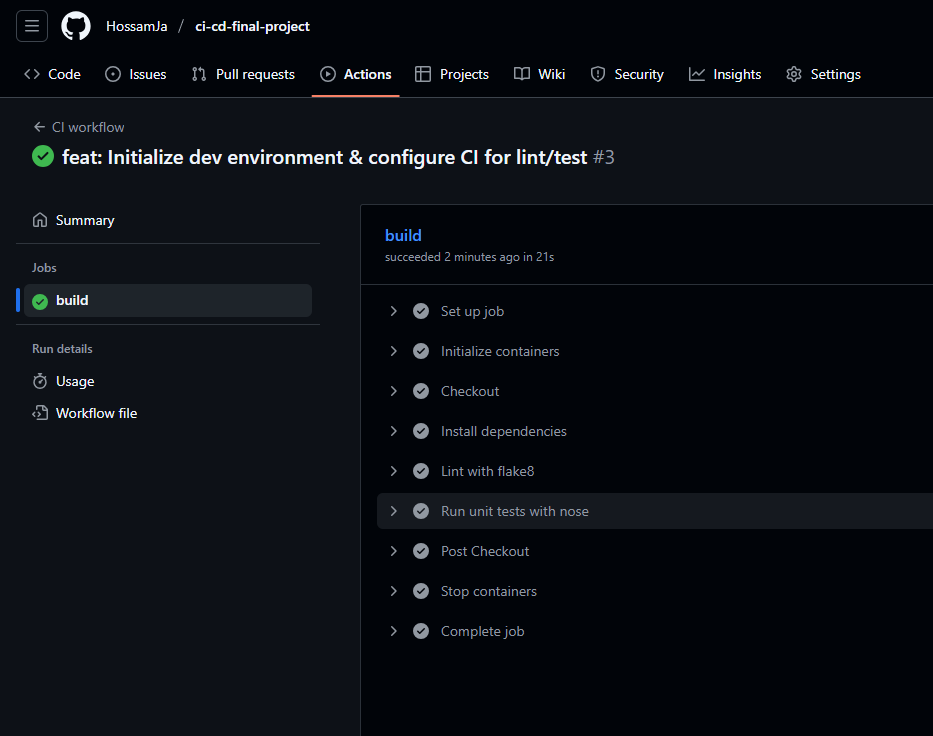 HossamJa / ci-cd-final-project
Code Issues Pull requests Actions Projects Wiki Security Insights Settings
CI workflow
feat: Initialize dev environment & configure CI for lint/test #3
Summary
Jobs
build
Run details
Usage
Workflow file
build
succeeded 2 minutes ago in 21s
Set up job
Initialize containers
Checkout
Install dependencies
Lint with flake8
Run unit tests with nose
Post Checkout
Stop containers
Complete job